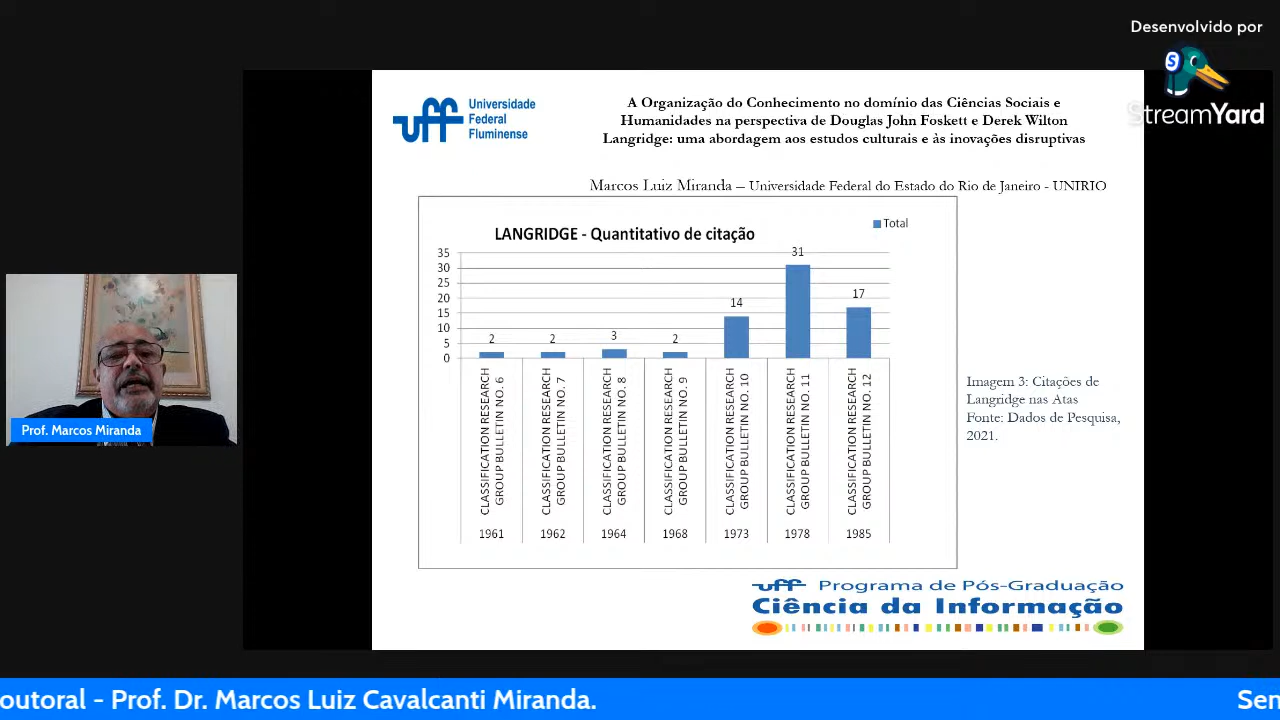 Desenvolvido por
StreamYard
uff Universidade
Federal
Fluminense
A Organização do Conhecimento no domínio das Ciências Sociais e
Humanidades na perspectiva de Douglas John Foskett e Derek Wilton
Langridge: uma abordagem aos estudos culturais e às inovações disruptivas
Marcos Luiz Miranda – Universidade Federal do Estado do Rio de Janeiro - UNIRIO
LANGRIDGE - Quantitativo de citação
Total
35
30
25
20
15
10
5
0
2
2
3
2
14
31
17
CLASSIFICATION RESEARCH
GROUP BULLETIN NO. 6
CLASSIFICATION RESEARCH
GROUP BULLETIN NO. 7
CLASSIFICATION RESEARCH
GROUP BULLETIN NO. 8
CLASSIFICATION RESEARCH
GROUP BULLETIN NO. 9
CLASSIFICATION RESEARCH
GROUP BULLETIN NO. 10
CLASSIFICATION RESEARCH
GROUP BULLETIN NO. 11
CLASSIFICATION RESEARCH
GROUP BULLETIN NO. 12
1961
1962
1964
1968
1973
1978
1985
Imagem 3: Citações de
Langridge nas Atas
Fonte: Dados de Pesquisa,
2021.
Prof. Marcos Miranda
uff Programa de Pós-Graduação
Ciência da Informação
outoral - Prof. Dr. Marcos Luiz Cavalcanti Miranda.
Sen